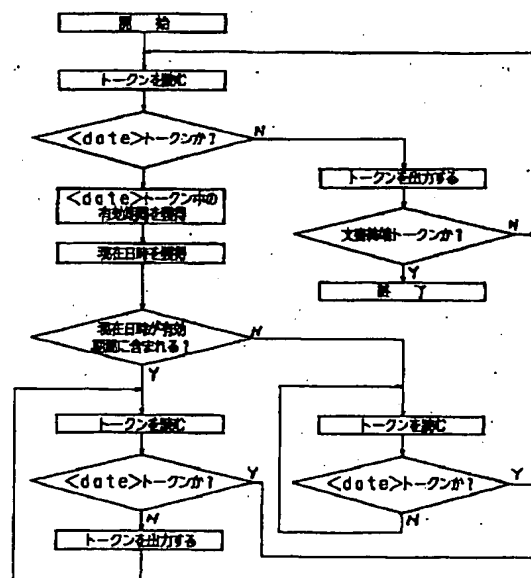 開始
トークンを読む
<date>トークンか?
N
<date>トークン中の
有効期間を獲得
トークンを出力する
現在日時を獲得
文書終端トークンか?
N
Y
終了
現在日時が有効
期間に含まれる?
N
Y
トークンを読む
トークンを読む
<date>トークンか?
Y
<date>トークンか?
Y
N
N
トークンを出力する